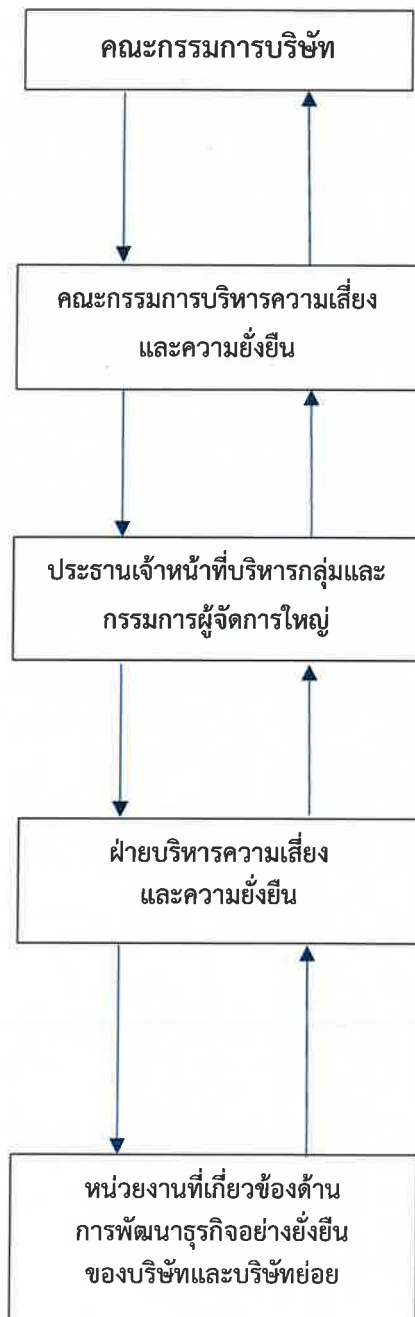 คณะกรรมการบริษัท
คณะกรรมการบริหารความเสี่ยง
และความยั่งยืน
ประธานเจ้าหน้าที่บริหารกลุ่มและ
กรรมการผู้จัดการใหญ่
ฝ่ายบริหารความเสี่ยง
และความยั่งยืน
หน่วยงานที่เกี่ยวข้องด้าน
การพัฒนาธุรกิจอย่างยั่งยืน
ของบริษัทและบริษัทย่อย